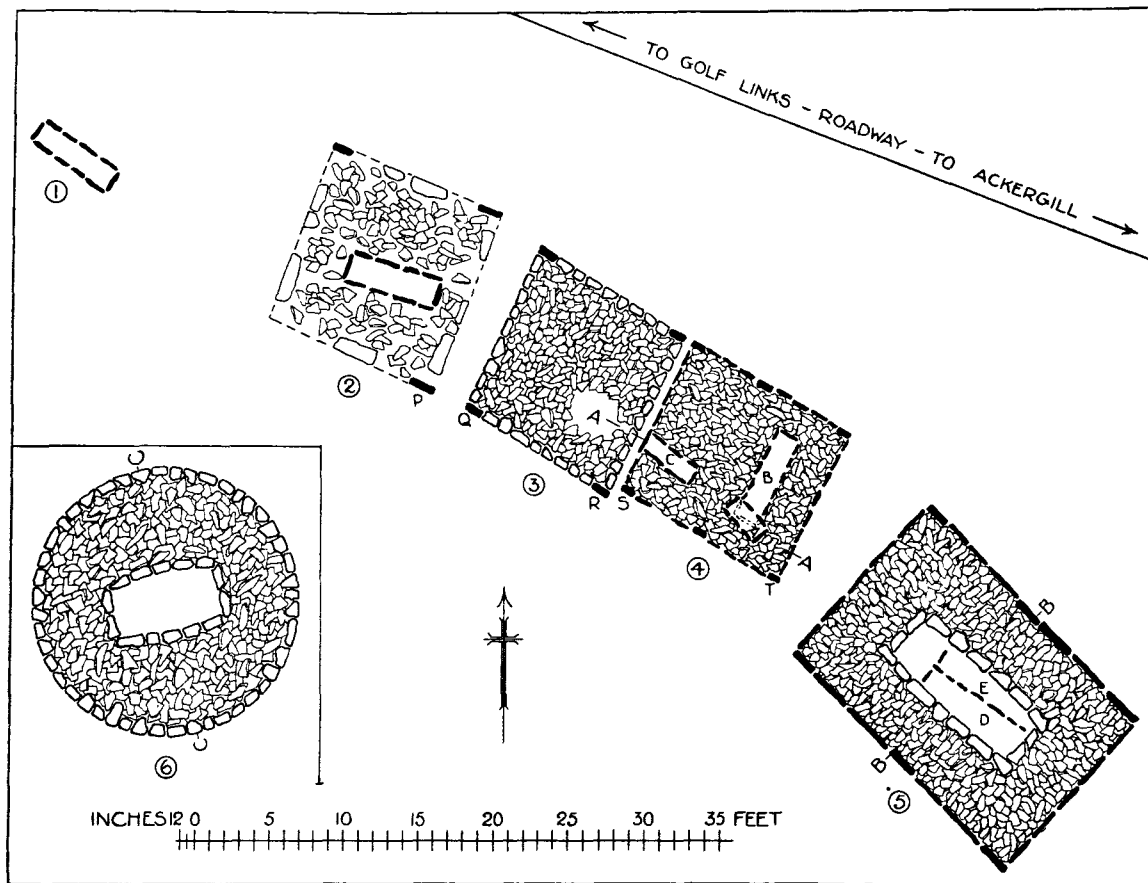 TO GOLF LINKS - ROADWAY - TO ACKERGILL
①
②
P
Q
A
C
B
③
R
S
④
A
T
B
E
D
B
⑤
C
C
⑥
INCHES 12 0 5 10 15 20 25 30 35 FEET